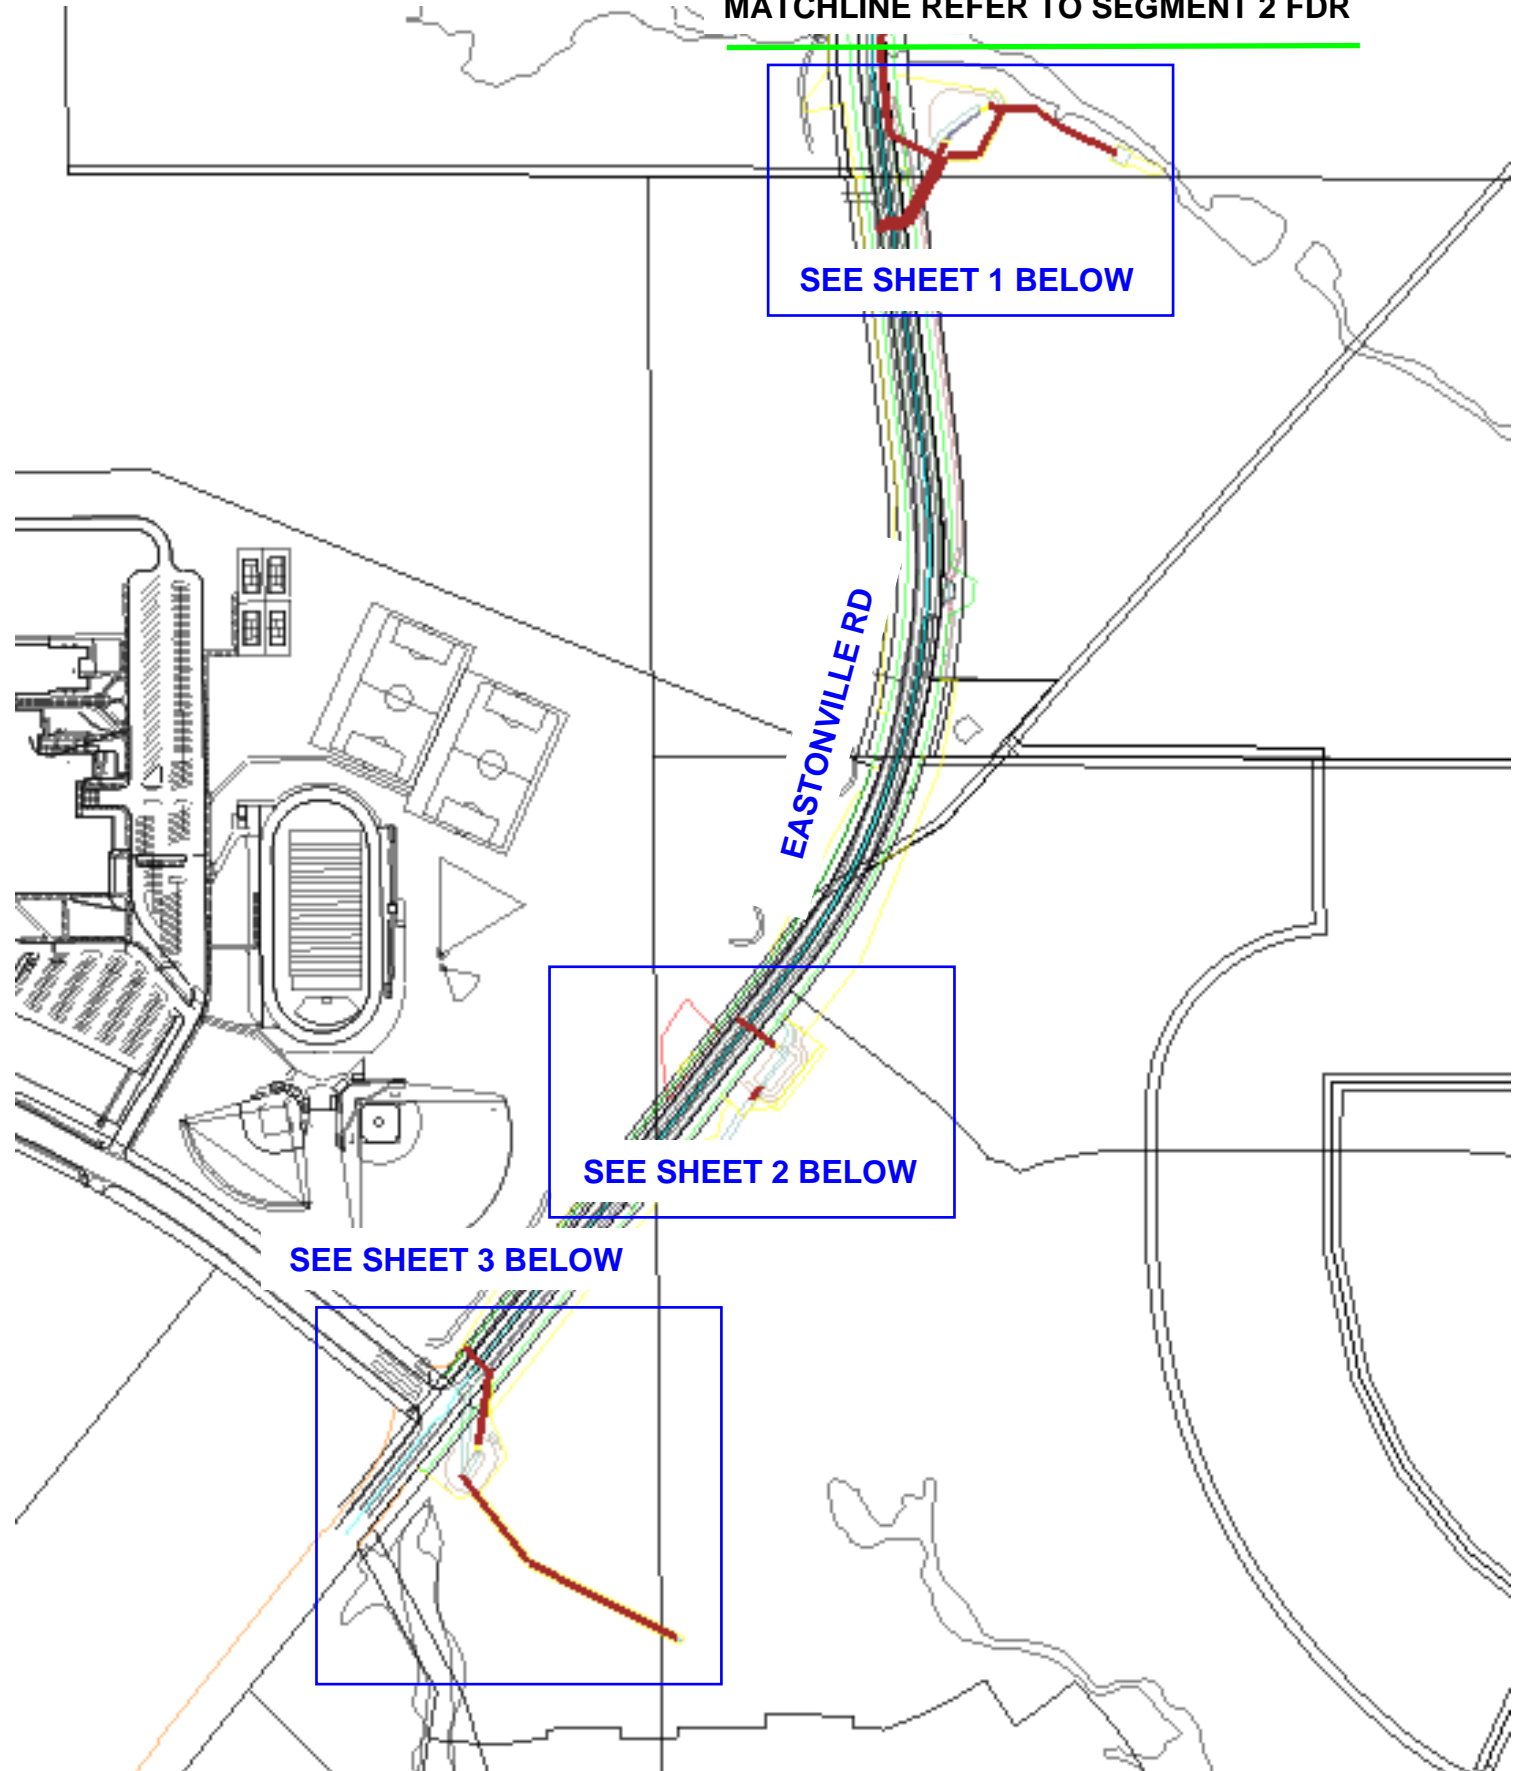 MATCHLINE REFER TO SEGMENT 2 FDR
SEE SHEET 1 BELOW
EASTONVILLE RD
SEE SHEET 2 BELOW
SEE SHEET 3 BELOW